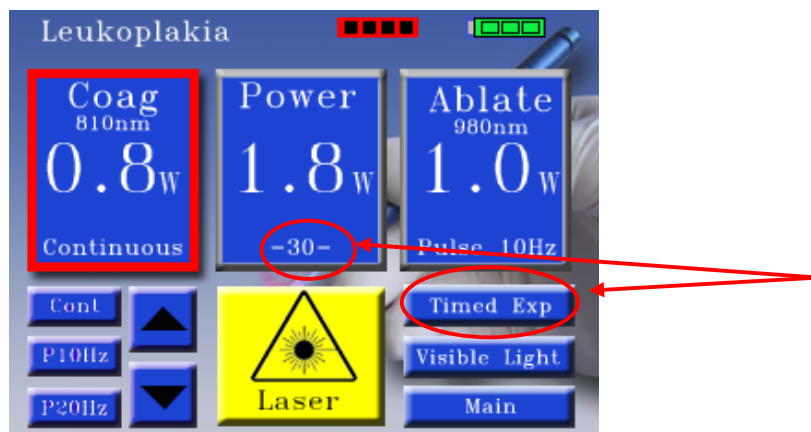 Leukoplakia
Coag
810nm
0.8W
Continuous
Power
1.8W
-30-
Ablate
980nm
1.0W
Pulse 10Hz
Cont
P10Hz
P20Hz
Laser
Timed Exp
Visible Light
Main